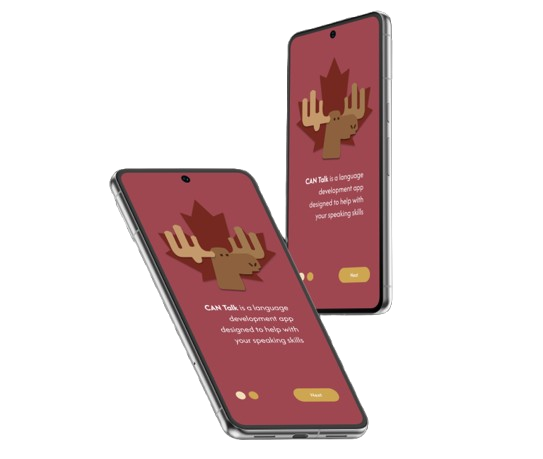 CAN Talk is a language
development app
designed to help with
your speaking skills
Next
CAN Talk is a language
development app
designed to help with
your speaking skills
Next